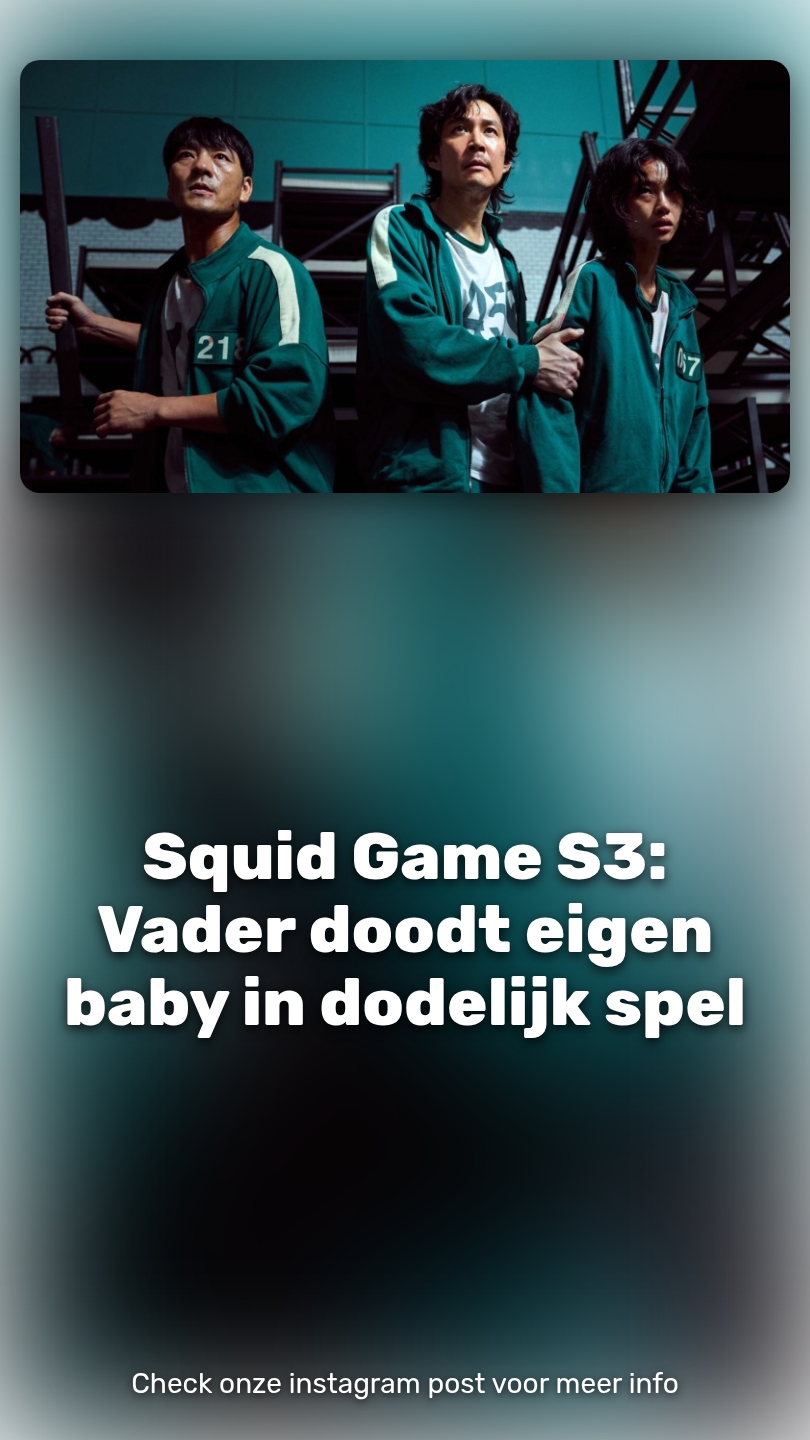 218
067
Squid Game S3:
Vader doodt eigen
baby in dodelijk spel
Check onze instagram post voor meer info